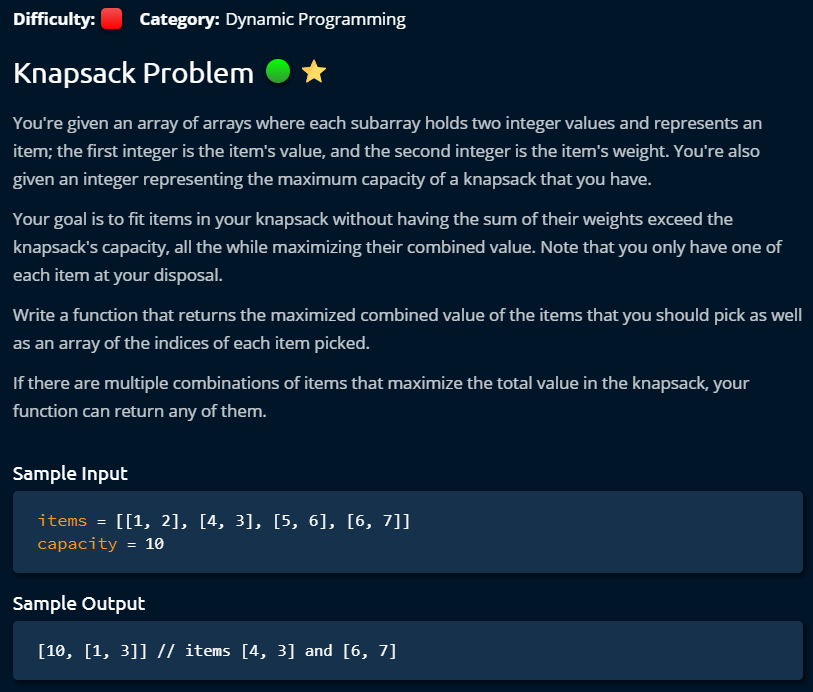 Difficulty: Category: Dynamic Programming
Knapsack Problem
You're given an array of arrays where each subarray holds two integer values and represents an
item; the first integer is the item's value, and the second integer is the item's weight. You're also
given an integer representing the maximum capacity of a knapsack that you have.
Your goal is to fit items in your knapsack without having the sum of their weights exceed the
knapsack's capacity, all the while maximizing their combined value. Note that you only have one of
each item at your disposal.
Write a function that returns the maximized combined value of the items that you should pick as well
as an array of the indices of each item picked.
If there are multiple combinations of items that maximize the total value in the knapsack, your
function can return any of them.
Sample Input
items = [[1, 2], [4, 3], [5, 6], [6, 7]]
capacity = 10
Sample Output
[10, [1, 3]] // items [4, 3] and [6, 7]